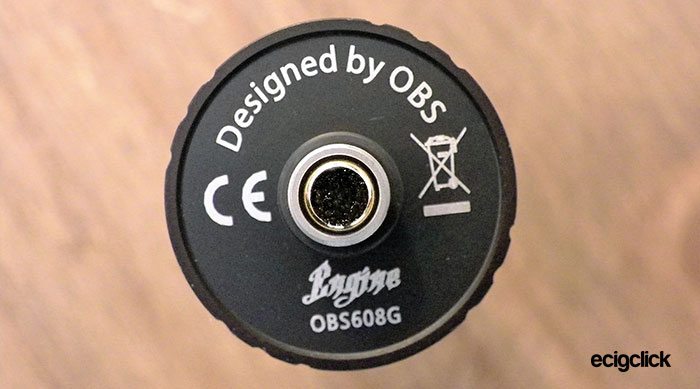 Designed by OBS
CE
Engine
OBS608G
ecigclick